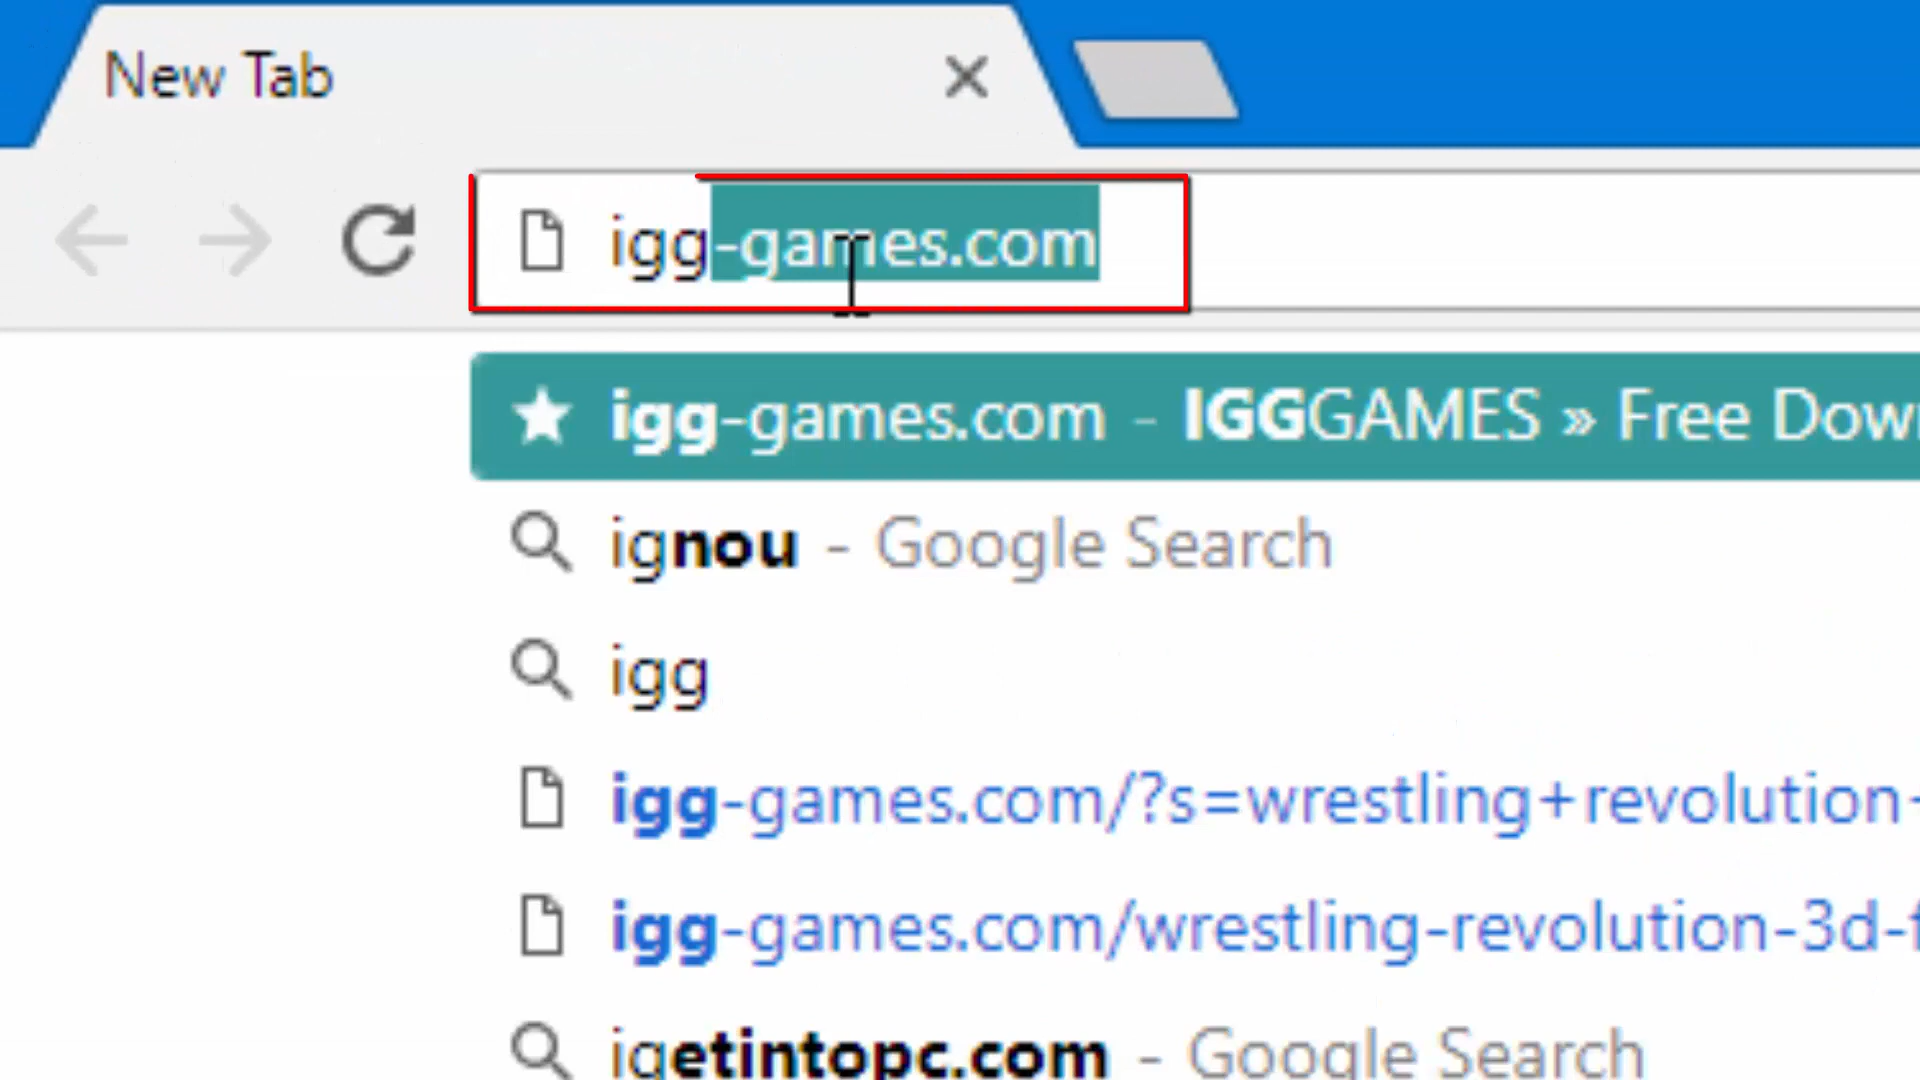 New Tab
igg-games.com
igg-games.com - IGGGAMES » Free Down
ignou - Google Search
igg
igg-games.com/?s=wrestling+revolution-
igg-games.com/wrestling-revolution-3d-f
igetintopc.com - Google Search